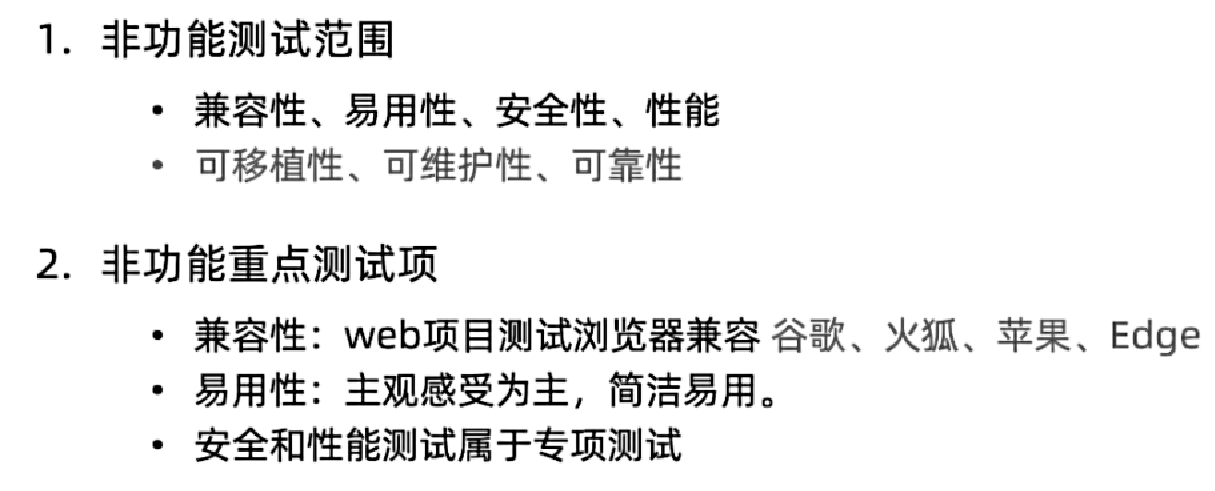 1. 非功能测试范围
• 兼容性、易用性、安全性、性能
• 可移植性、可维护性、可靠性
2. 非功能重点测试项
• 兼容性：web项目测试浏览器兼容 谷歌、火狐、苹果、Edge
• 易用性：主观感受为主，简洁易用。
• 安全和性能测试属于专项测试